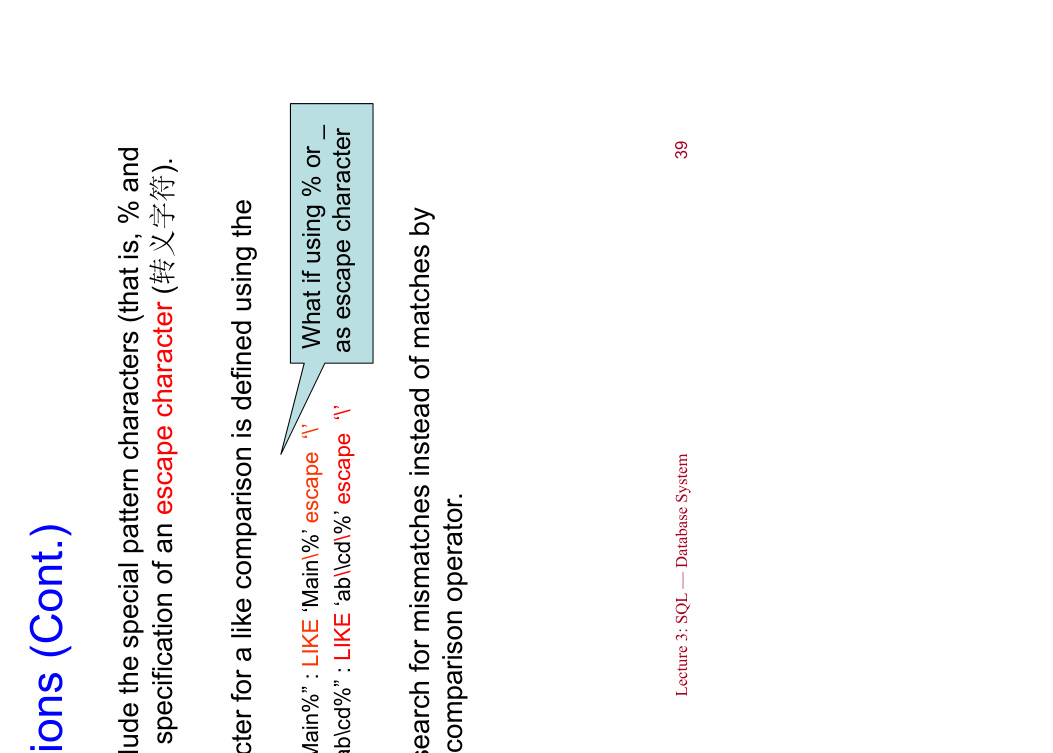 ions (Cont.)
lude the special pattern characters (that is, % and
specification of an escape character (转义字符).
cter for a like comparison is defined using the
Main%” : LIKE ‘Main\%’ escape ‘\’
ab\cd%” : LIKE ‘ab\\cd\%’ escape ‘\’
What if using % or _
as escape character
search for mismatches instead of matches by
comparison operator.
Lecture 3: SQL — Database System
39